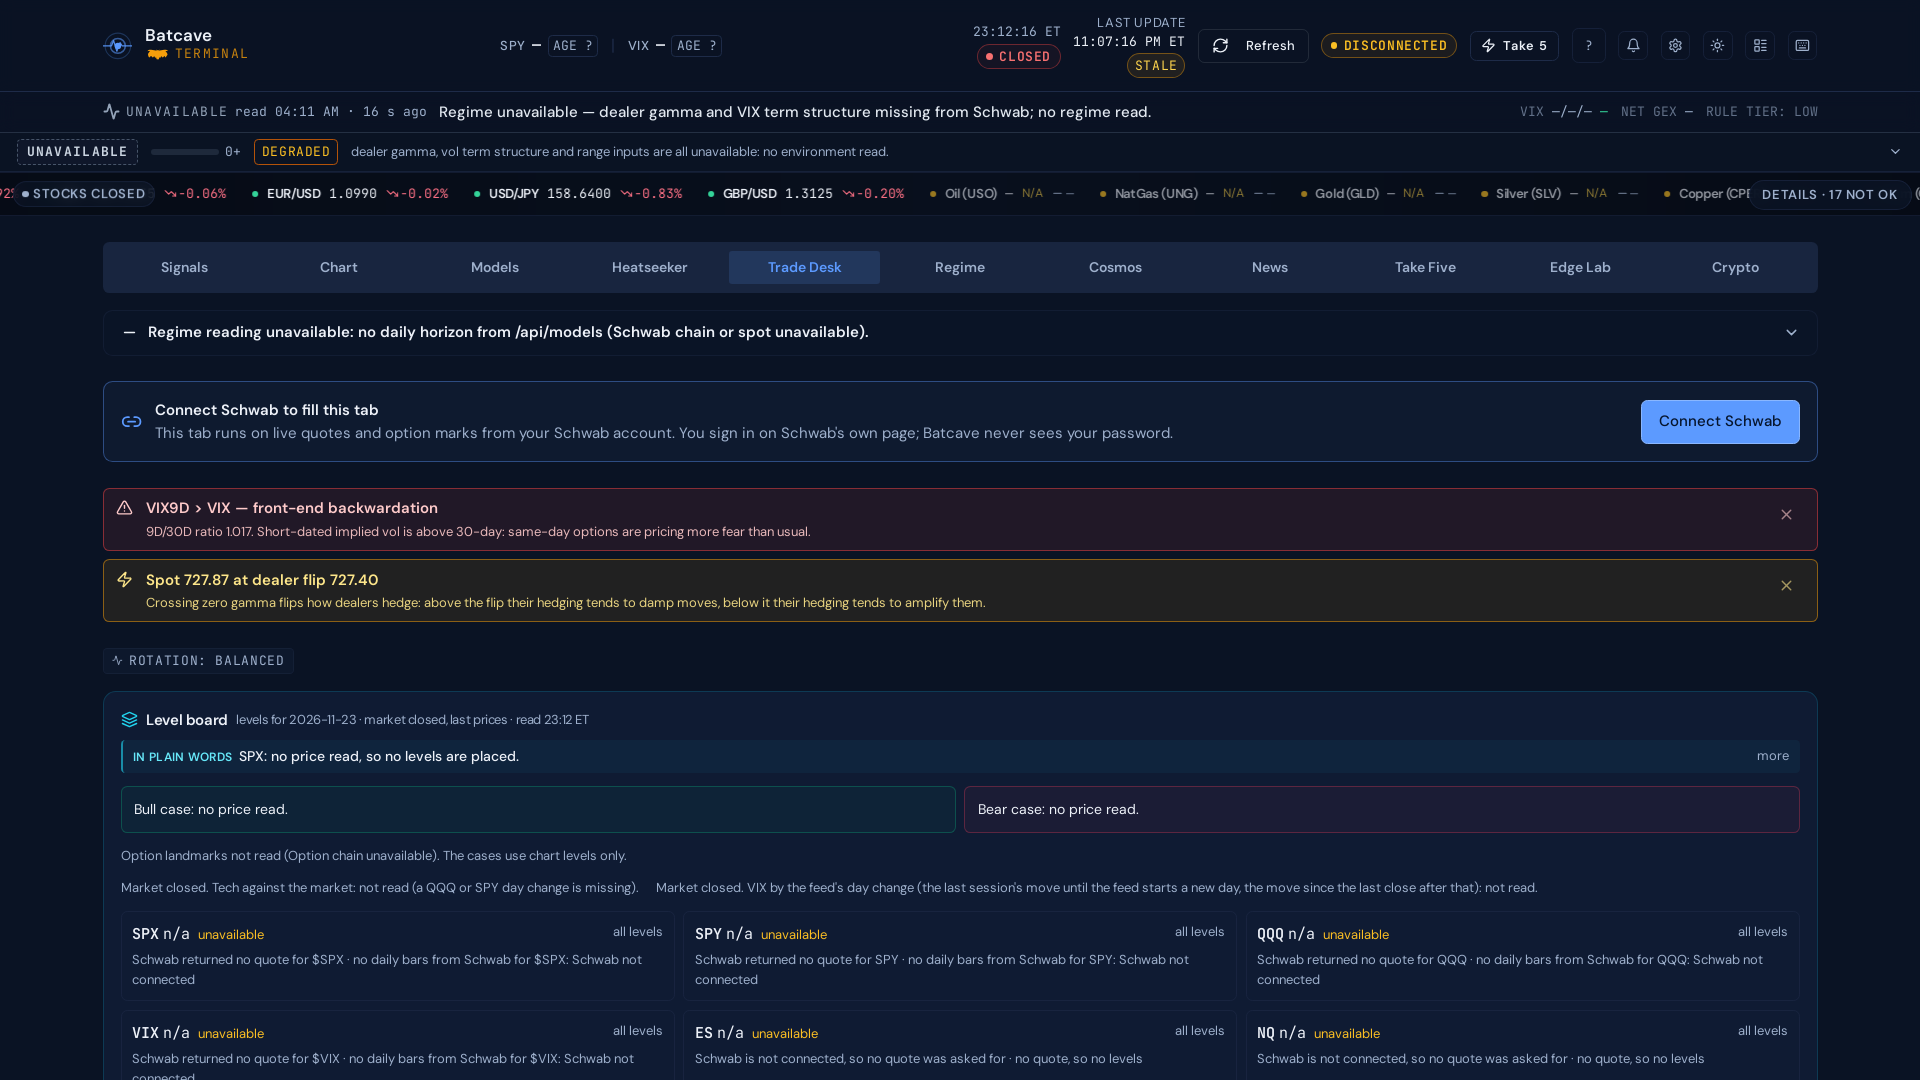 Batcave
TERMINAL
SPY — AGE ? VIX — AGE ?
23:12:16 ET
CLOSED
LAST UPDATE
11:07:16 PM ET
STALE
Refresh
DISCONNECTED
Take 5
?
UNAVAILABLE read 04:11 AM · 16 s ago Regime unavailable — dealer gamma and VIX term structure missing from Schwab; no regime read.
VIX —/—/— — NET GEX — RULE TIER: LOW
UNAVAILABLE 0+ DEGRADED dealer gamma, vol term structure and range inputs are all unavailable: no environment read.
STOCKS CLOSED -0.06% EUR/USD 1.0990 -0.02% USD/JPY 158.6400 -0.83% GBP/USD 1.3125 -0.20% Oil (USO) — N/A — — NatGas (UNG) — N/A — — Gold (GLD) — N/A — — Silver (SLV) — N/A — — Copper (CPE DETAILS · 17 NOT OK
Signals Chart Models Heatseeker Trade Desk Regime Cosmos News Take Five Edge Lab Crypto
— Regime reading unavailable: no daily horizon from /api/models (Schwab chain or spot unavailable).
Connect Schwab to fill this tab
This tab runs on live quotes and option marks from your Schwab account. You sign in on Schwab's own page; Batcave never sees your password.
Connect Schwab
VIX9D > VIX — front-end backwardation
9D/30D ratio 1.017. Short-dated implied vol is above 30-day: same-day options are pricing more fear than usual.
Spot 727.87 at dealer flip 727.40
Crossing zero gamma flips how dealers hedge: above the flip their hedging tends to damp moves, below it their hedging tends to amplify them.
ROTATION: BALANCED
Level board levels for 2026-11-23 · market closed, last prices · read 23:12 ET
IN PLAIN WORDS SPX: no price read, so no levels are placed. more
Bull case: no price read.
Bear case: no price read.
Option landmarks not read (Option chain unavailable). The cases use chart levels only.
Market closed. Tech against the market: not read (a QQQ or SPY day change is missing). Market closed. VIX by the feed's day change (the last session's move until the feed starts a new day, the move since the last close after that): not read.
SPX n/a unavailable all levels
Schwab returned no quote for $SPX · no daily bars from Schwab for $SPX: Schwab not
connected
SPY n/a unavailable all levels
Schwab returned no quote for SPY · no daily bars from Schwab for SPY: Schwab not
connected
QQQ n/a unavailable all levels
Schwab returned no quote for QQQ · no daily bars from Schwab for QQQ: Schwab not
connected
VIX n/a unavailable all levels
Schwab returned no quote for $VIX · no daily bars from Schwab for $VIX: Schwab not
connected
ES n/a unavailable all levels
Schwab is not connected, so no quote was asked for · no quote, so no levels
NQ n/a unavailable all levels
Schwab is not connected, so no quote was asked for · no quote, so no levels